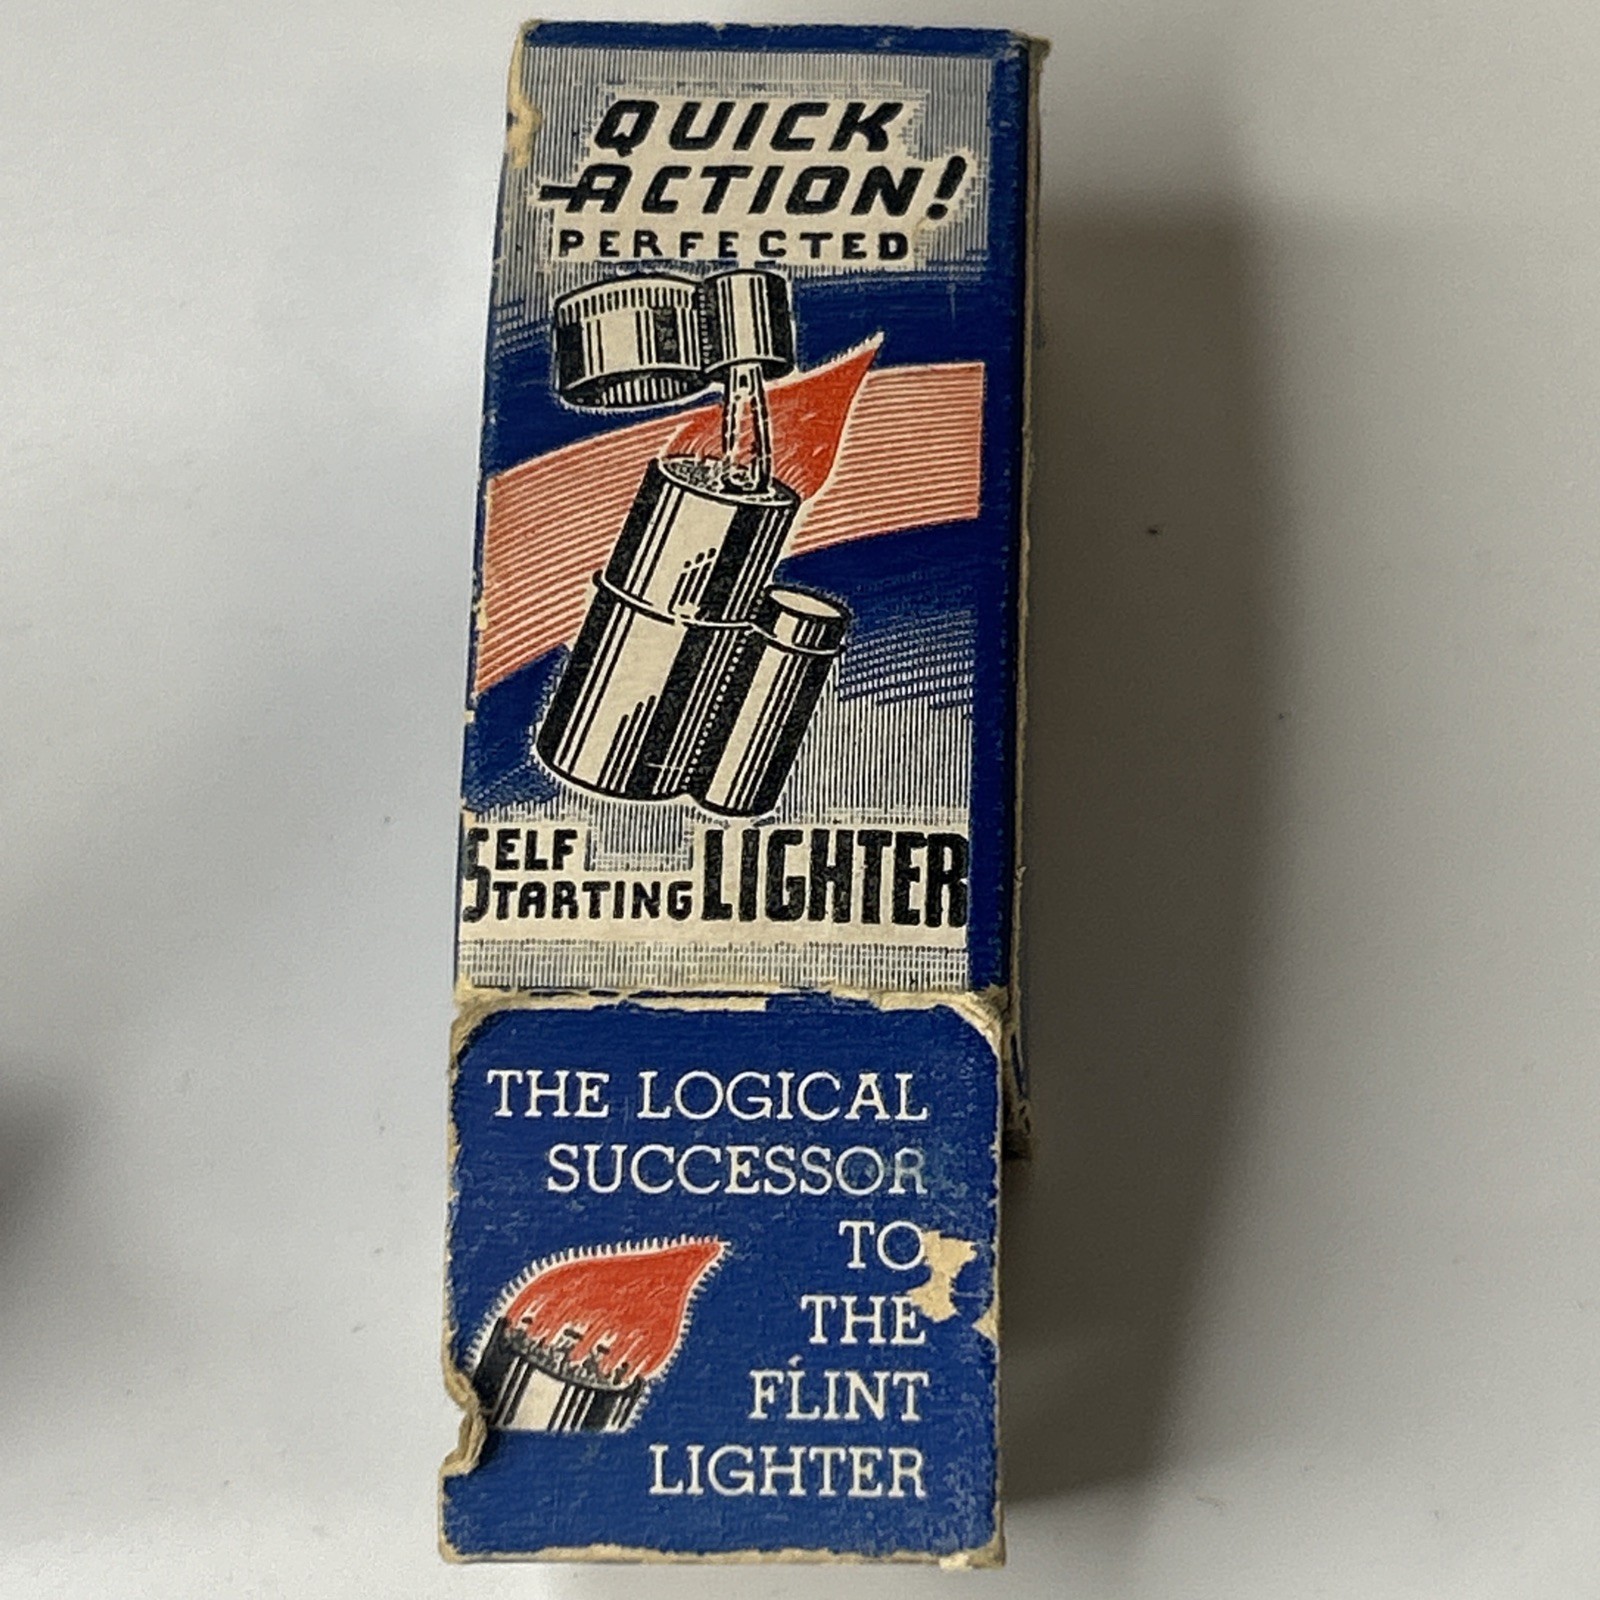 QUICK
ACTION!
PERFECTED
SELF
STARTING LIGHTER
THE LOGICAL
SUCCESSOR
TO
THE
FLINT
LIGHTER